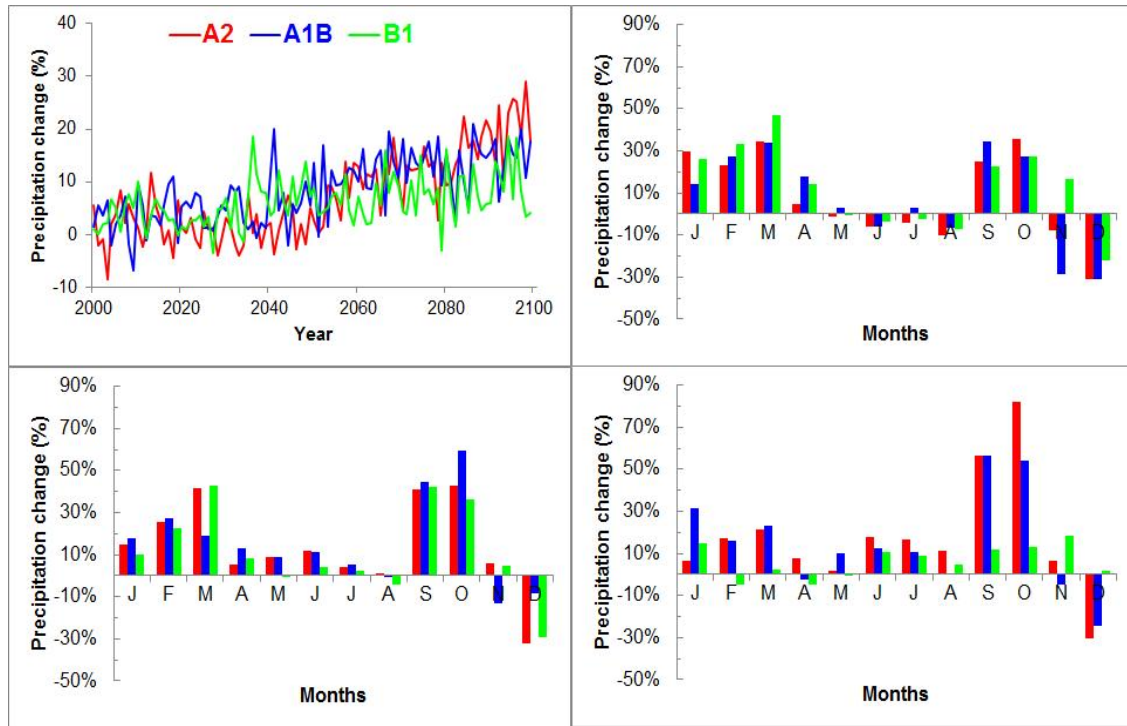 A2 A1B B1
Precipitation change (%)
40
30
20
10
0
-10
2000 2020 2040 2060 2080 2100
Year
Precipitation change (%)
90%
70%
50%
30%
10%
-10%
-30%
-50%
J F M A M J J A S O N D
Months
Precipitation change (%)
90%
70%
50%
30%
10%
-10%
-30%
-50%
J F M A M J J A S O N D
Months
Precipitation change (%)
90%
70%
50%
30%
10%
-10%
-30%
-50%
J F M A M J J A S O N D
Months